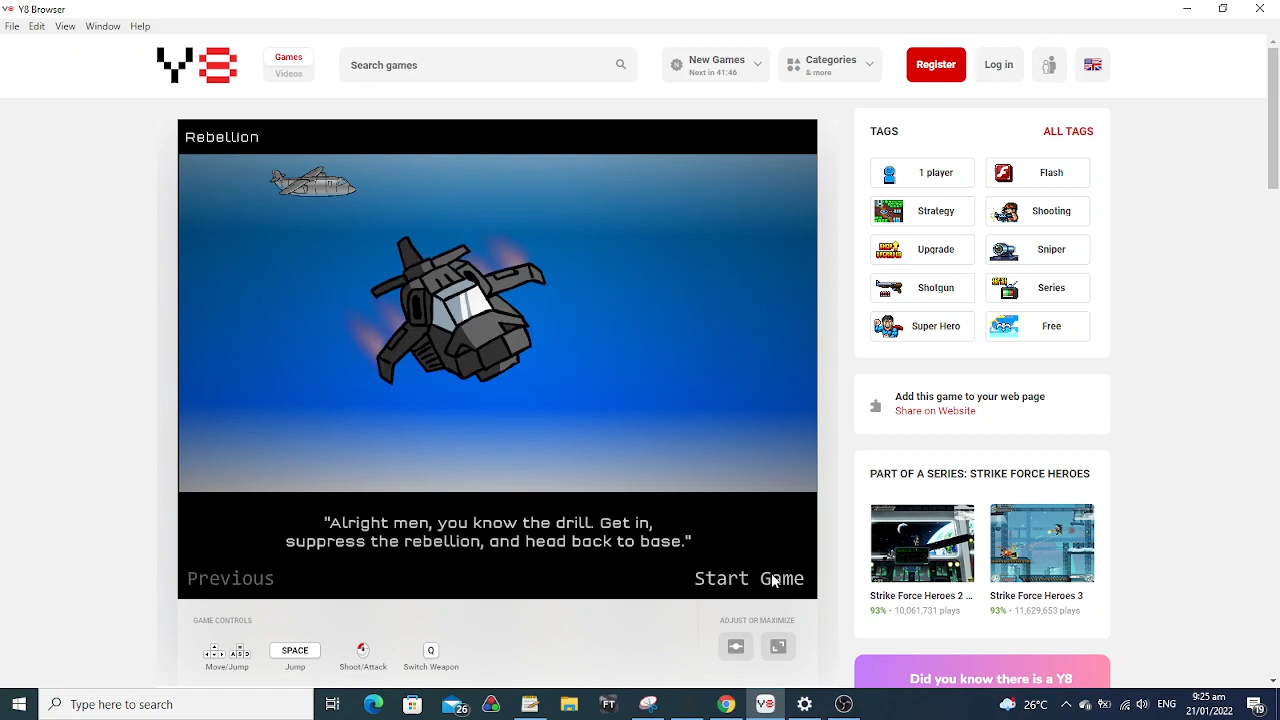 Y8 Browser
File Edit View Window Help
Y8
Games
Videos
Search games
New Games
Next in 41:46
Categories
& more
Register
Log in
Rebellion
"Alright men, you know the drill. Get in,
suppress the rebellion, and head back to base."
Previous
Start Game
GAME CONTROLS
ADJUST OR MAXIMIZE
A S D
SPACE
Q
Move/Jump
Jump
Shoot/Attack
Switch Weapon
TAGS
ALL TAGS
1 player
Flash
Strategy
Shooting
Upgrade
Sniper
Shotgun
Series
Super Hero
Free
Add this game to your web page
Share on Website
PART OF A SERIES: STRIKE FORCE HEROES
Strike Force Heroes 2 ...
93% • 10,061,731 plays
Strike Force Heroes 3
93% • 11,629,653 plays
Did you know there is a Y8
Type here to search
26
FT
Y8
26°C
9:25 am
21/01/2022